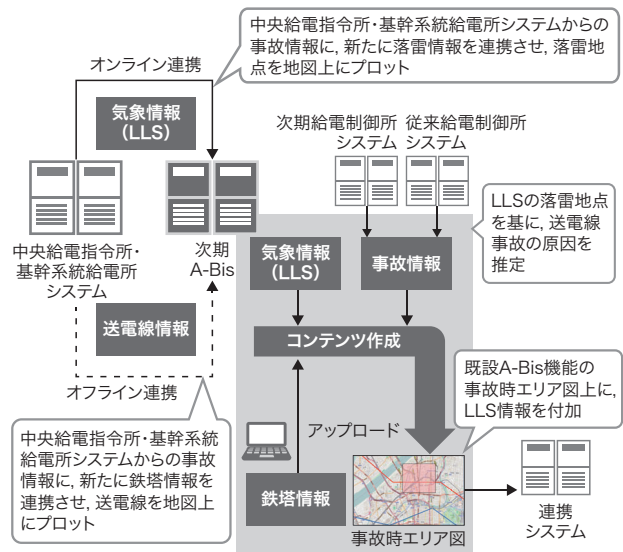 中央給電指令所・基幹系統給電所システムからの
事故情報に, 新たに落雷情報を連携させ, 落雷地
点を地図上にプロット
オンライン連携
気象情報
(LLS)
次期給電制御所
システム
従来給電制御所
システム
中央給電指令所・
基幹系統給電所
システム
次期
A-Bis
気象情報
(LLS)
事故情報
LLSの落雷地点
を基に, 送電線
事故の原因を
推定
送電線情報
コンテンツ作成
オフライン連携
既設A-Bis機能の
事故時エリア図上に,
LLS情報を付加
中央給電指令所・基幹系統
給電所システムからの事故
情報に, 新たに鉄塔情報を
連携させ, 送電線を地図上
にプロット
アップロード
鉄塔情報
事故時エリア図
連携
システム